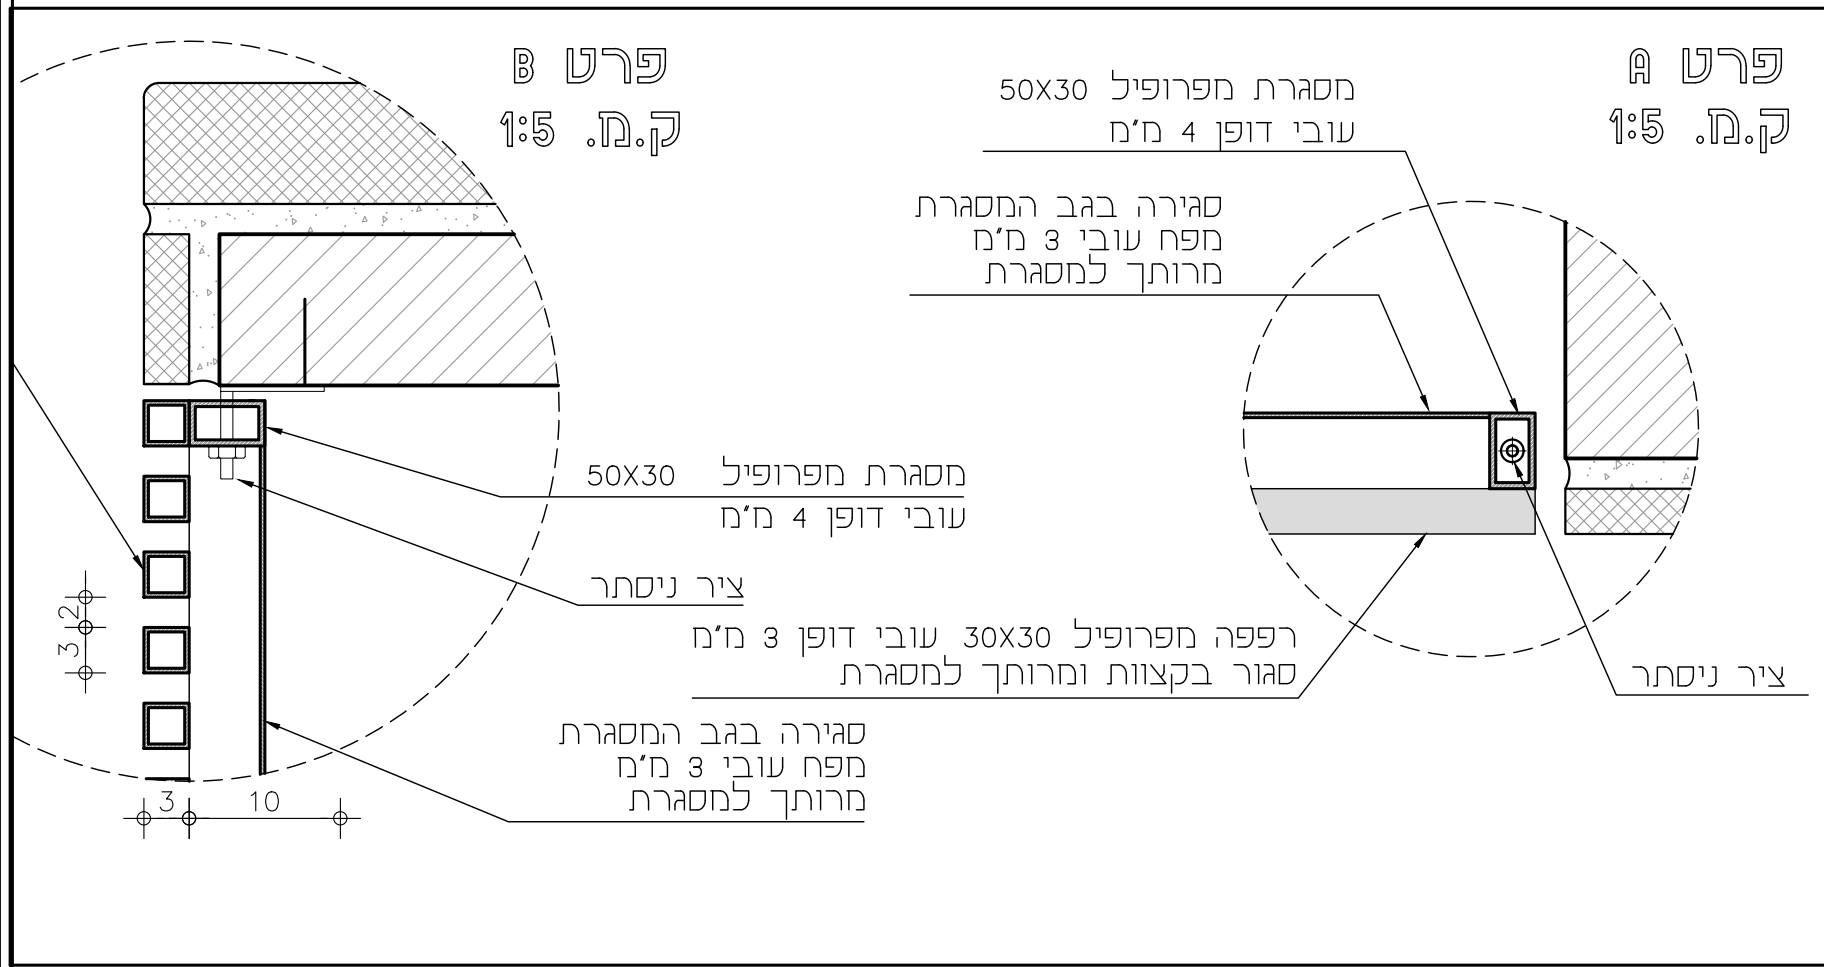 פרט A
ק.מ. 1:5
מסגרת מפרופיל 50X30
עובי דופן 4 מ"מ
סגירה בגב המסגרת
מפח עובי 3 מ"מ
מרותך למסגרת
רפפה מפרופיל 30X30 עובי דופן 3 מ"מ
סגור בקצוות ומרותך למסגרת
ציר ניסתר
פרט B
ק.מ. 1:5
מסגרת מפרופיל 50X30
עובי דופן 4 מ"מ
ציר ניסתר
סגירה בגב המסגרת
מפח עובי 3 מ"מ
מרותך למסגרת
2
3
3
10